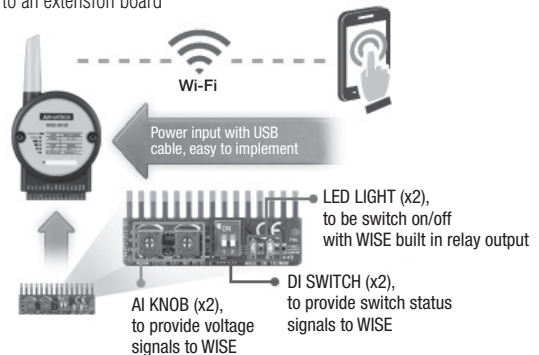 to an extension board
Wi-Fi
ADVANTECH
Power input with USB
cable, easy to implement
ON
LED LIGHT (x2),
to be switch on/off
with WISE built in relay output
DI SWITCH (x2),
to provide switch status
signals to WISE
AI KNOB (x2),
to provide voltage
signals to WISE